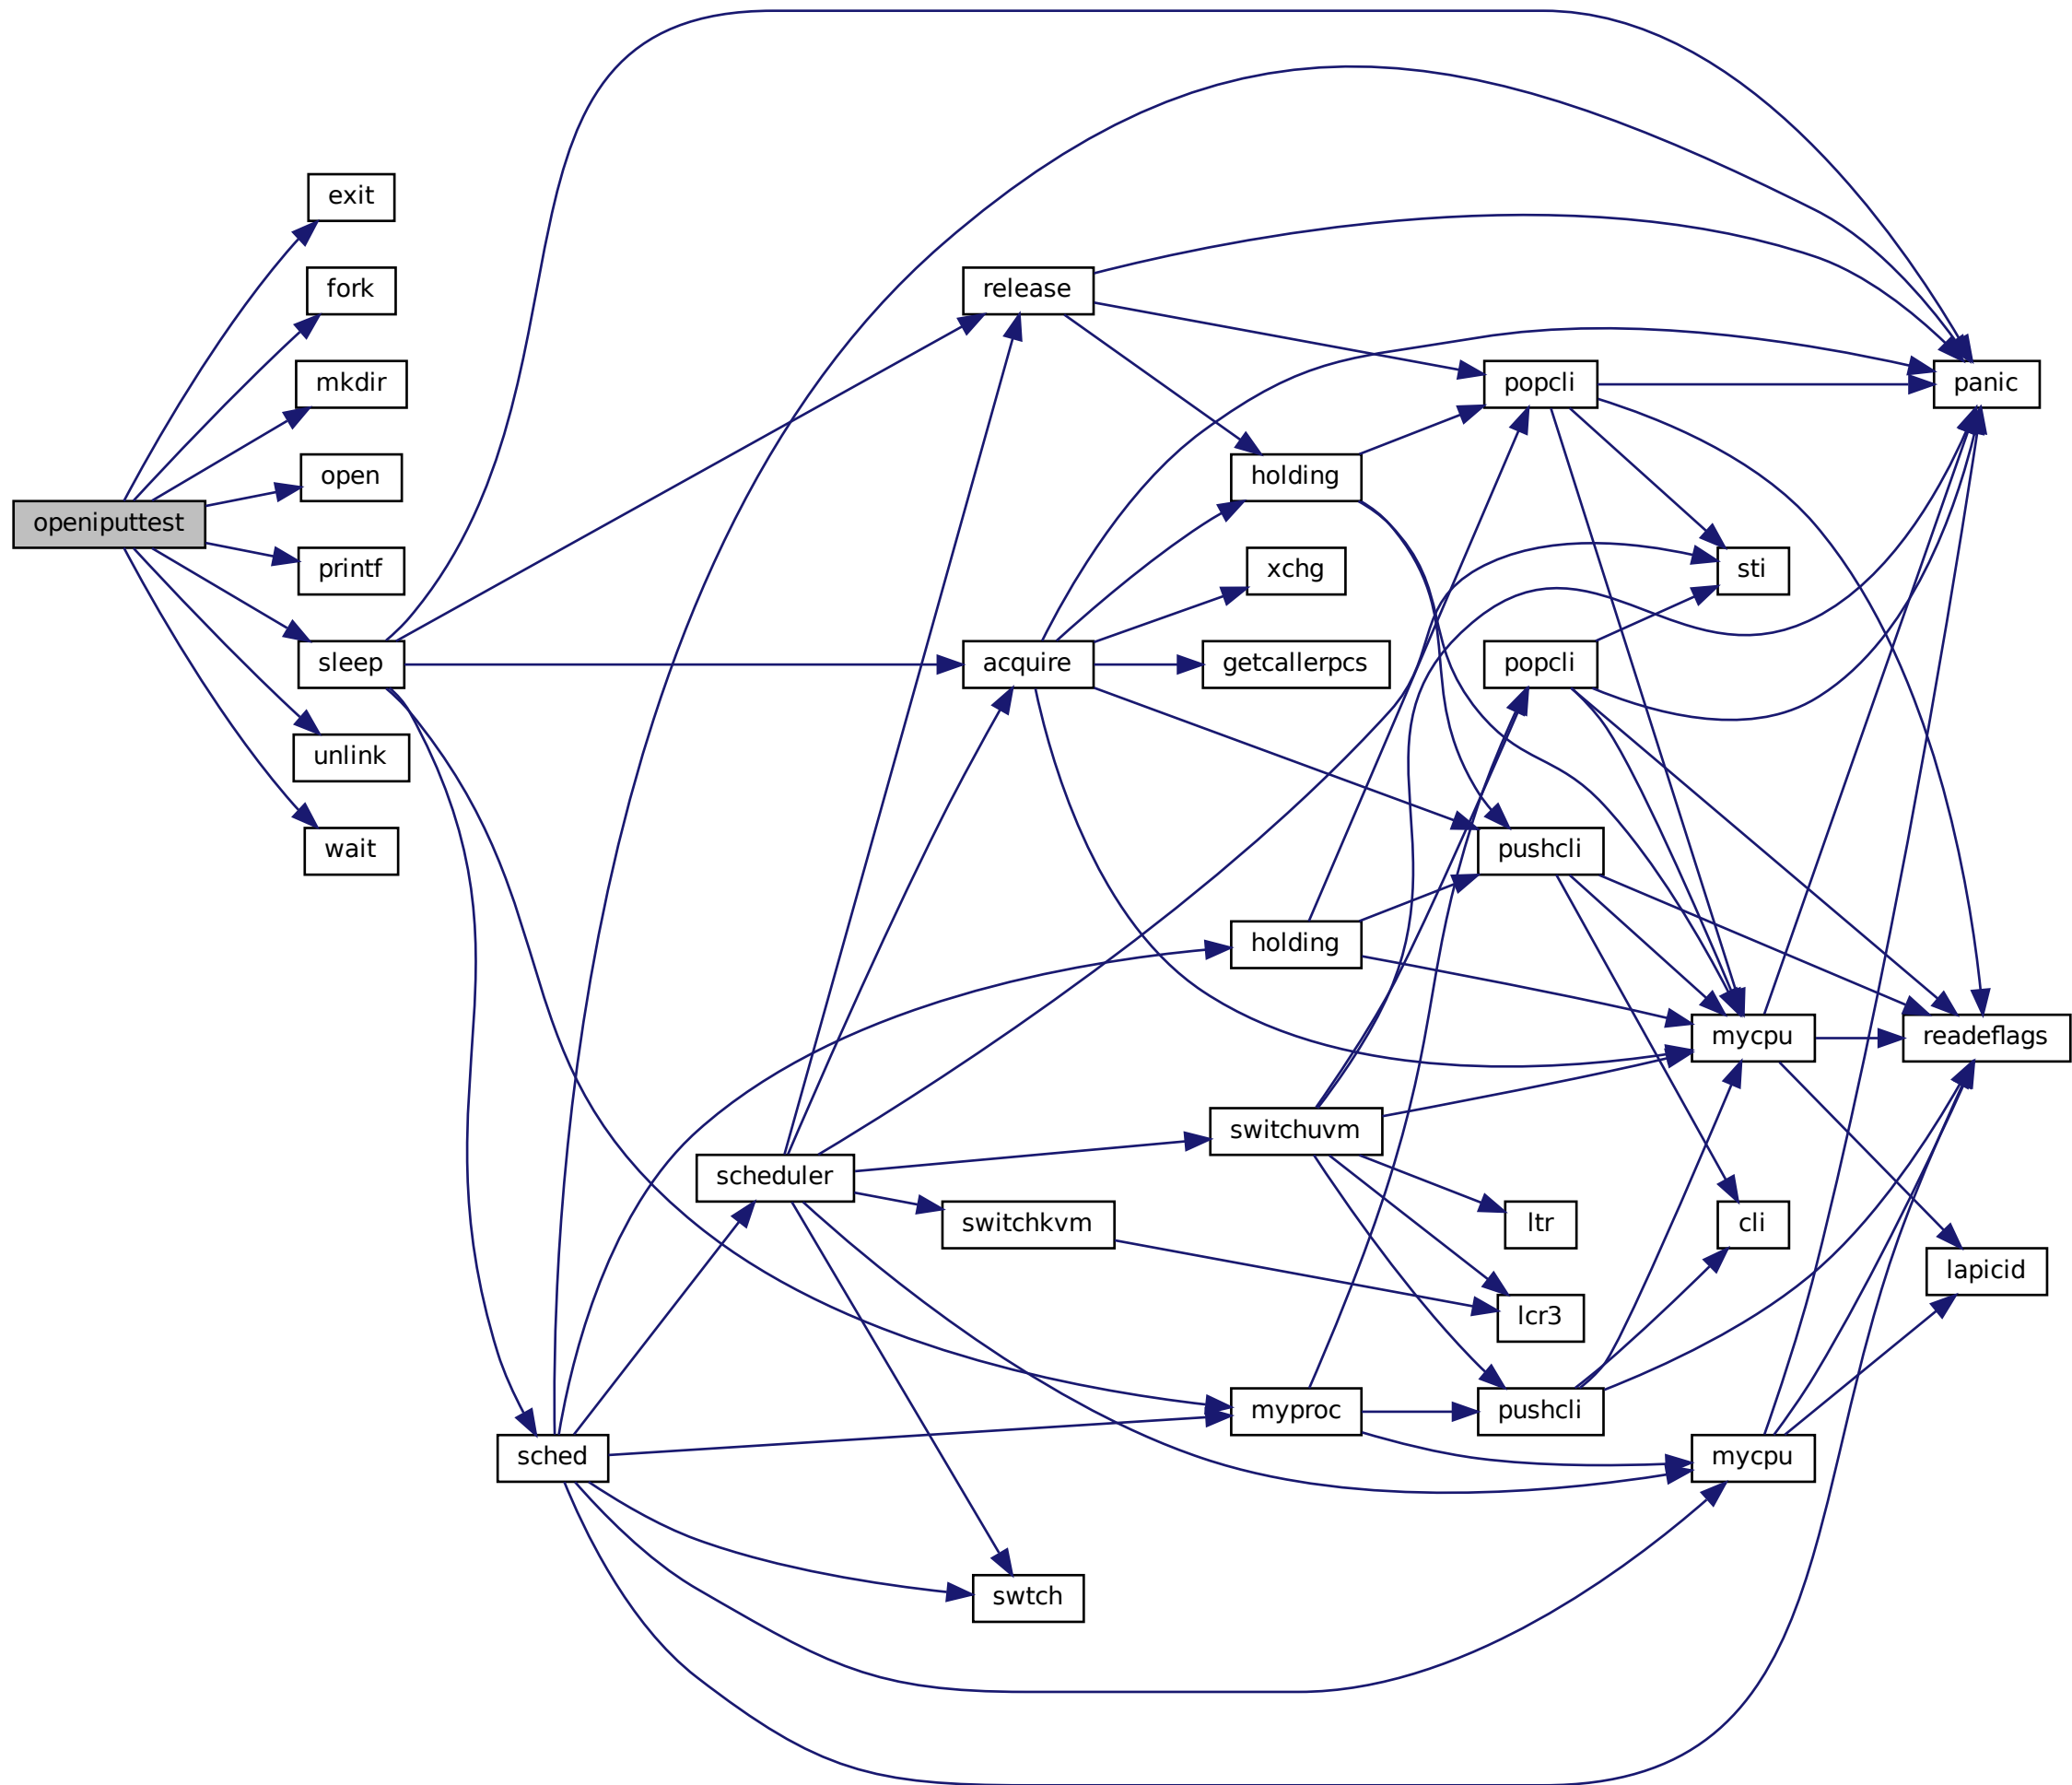 openiputtest
exit
fork
mkdir
open
printf
sleep
unlink
wait
sched
scheduler
release
acquire
switchkvm
swtch
holding
xchg
getcallerpcs
holding
switchuvm
myproc
popcli
popcli
pushcli
ltr
lcr3
pushcli
sti
mycpu
cli
mycpu
panic
readeflags
lapicid